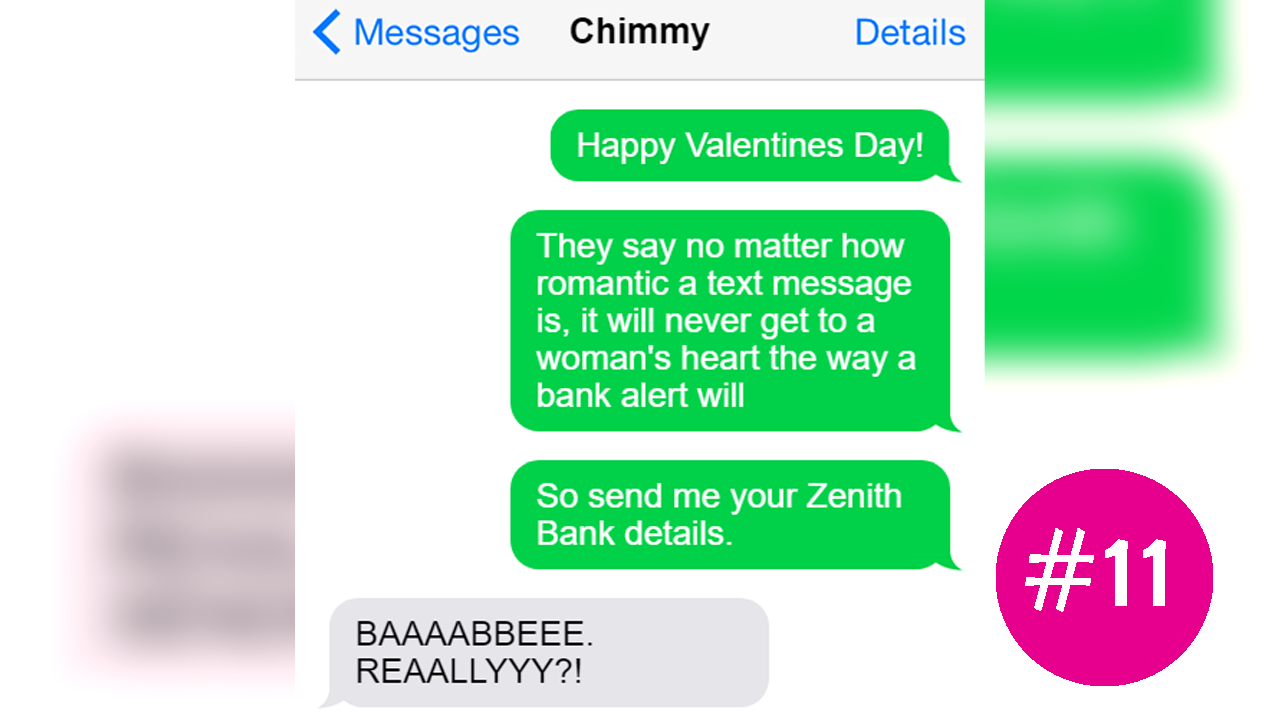 Messages Chimmy Details
Happy Valentines Day!
They say no matter how
romantic a text message
is, it will never get to a
woman's heart the way a
bank alert will
So send me your Zenith
Bank details.
BAAAABBEEE.
REAALLYYY?!
#11